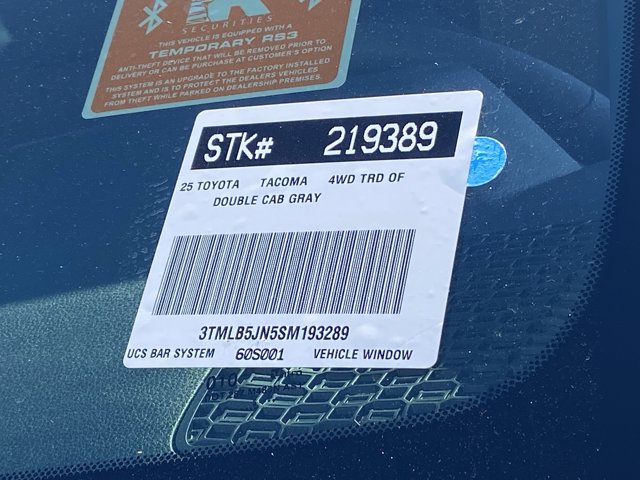 SECURITIES
THIS VEHICLE IS EQUIPPED WITH A
TEMPORARY RS3
ANTI-THEFT DEVICE THAT WILL BE REMOVED PRIOR TO
DELIVERY OR CAN BE PURCHASE AT CUSTOMER'S OPTION
THIS SYSTEM IS AN UPGRADE TO THE FACTORY INSTALLED
SYSTEM AND IS TO PROTECT THE DEALERS VEHICLES
FROM THEFT WHILE PARKED ON DEALERSHIP PREMISES.
STK# 219389
25 TOYOTA TACOMA 4WD TRD OF
DOUBLE CAB GRAY
3TMLB5JN5SM193289
UCS BAR SYSTEM 60S001 VEHICLE WINDOW
010